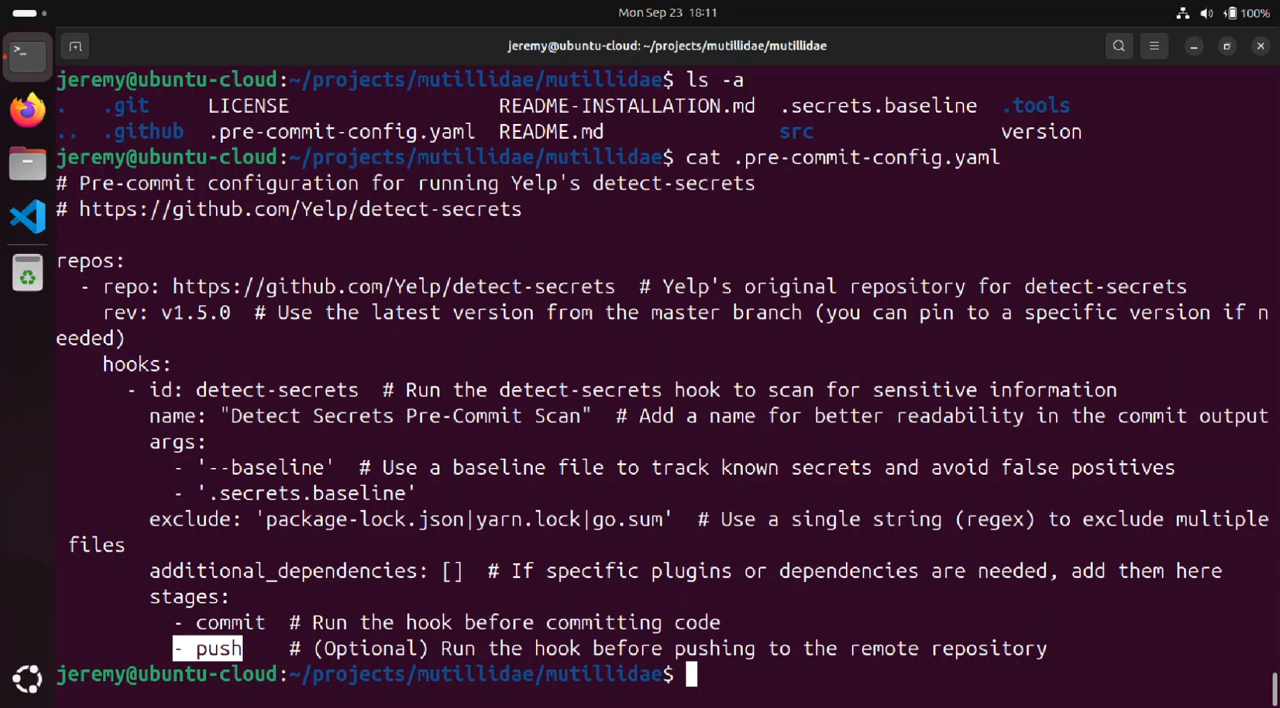 Mon Sep 23 18:11
100%
jeremy@ubuntu-cloud: ~/projects/mutillidae/mutillidae
jeremy@ubuntu-cloud:~/projects/mutillidae/mutillidae$ ls -a
. .git LICENSE README-INSTALLATION.md .secrets.baseline .tools
.. .github .pre-commit-config.yaml README.md src version
jeremy@ubuntu-cloud:~/projects/mutillidae/mutillidae$ cat .pre-commit-config.yaml
# Pre-commit configuration for running Yelp's detect-secrets
# https://github.com/Yelp/detect-secrets
repos:
- repo: https://github.com/Yelp/detect-secrets # Yelp's original repository for detect-secrets
rev: v1.5.0 # Use the latest version from the master branch (you can pin to a specific version if n
eeded)
hooks:
- id: detect-secrets # Run the detect-secrets hook to scan for sensitive information
name: "Detect Secrets Pre-Commit Scan" # Add a name for better readability in the commit output
args:
- '--baseline' # Use a baseline file to track known secrets and avoid false positives
- '.secrets.baseline'
exclude: 'package-lock.json|yarn.lock|go.sum' # Use a single string (regex) to exclude multiple
files
additional_dependencies: [] # If specific plugins or dependencies are needed, add them here
stages:
- commit # Run the hook before committing code
- push # (Optional) Run the hook before pushing to the remote repository
jeremy@ubuntu-cloud:~/projects/mutillidae/mutillidae$